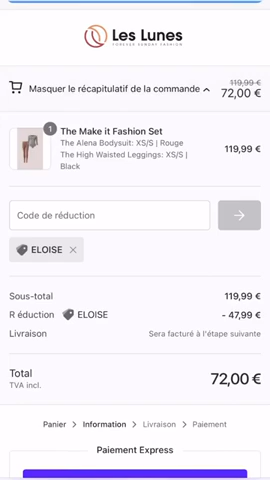 Les Lunes
FOREVER SUNDAY FASHION
Masquer le récapitulatif de la commande
119,99 €
72,00 €
1
The Make it Fashion Set
The Alena Bodysuit: XS/S | Rouge
The High Waisted Leggings: XS/S |
Black
119,99 €
Code de réduction
ELOISE
Sous-total 119,99 €
R éduction ELOISE - 47,99 €
Livraison Sera facturé à l'étape suivante
Total
TVA incl.
72,00 €
Panier > Information > Livraison > Paiement
Paiement Express